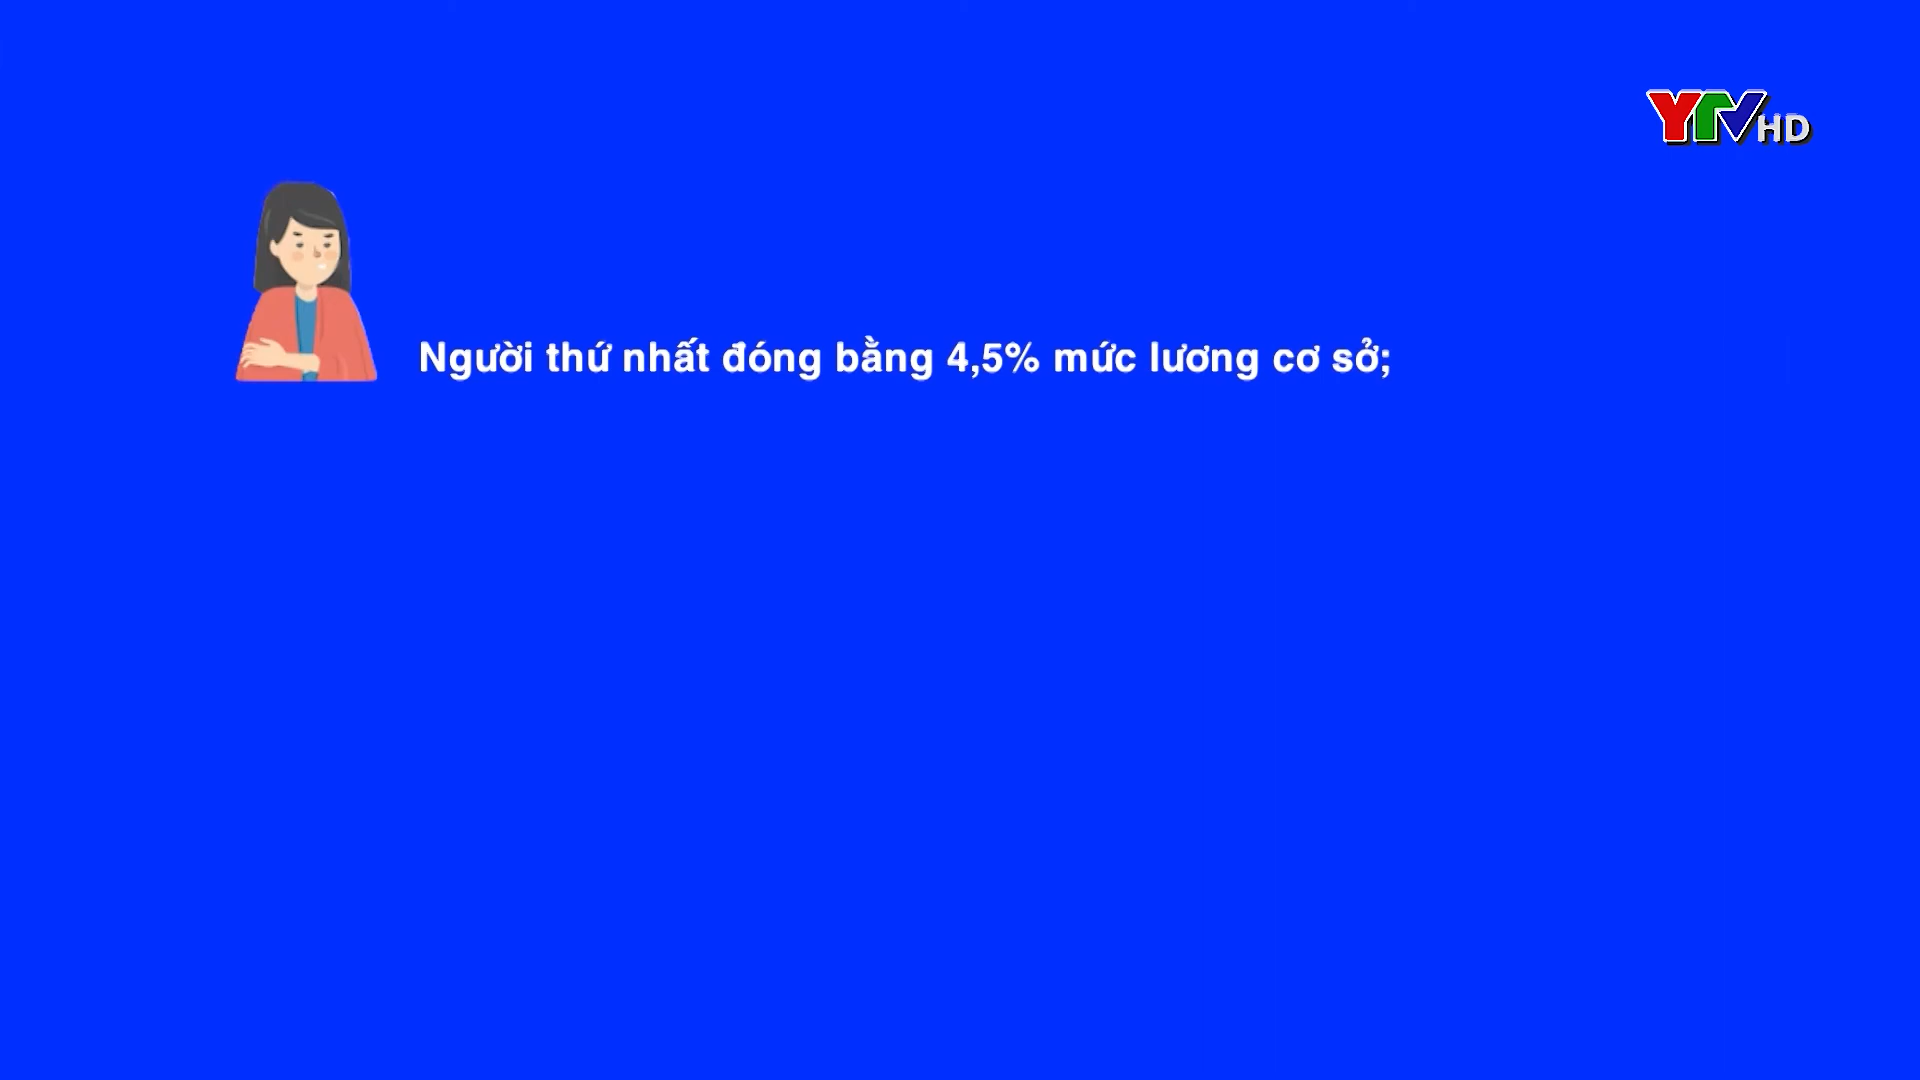 YTV HD
Người thứ nhất đóng bằng 4,5% mức lương cơ sở;